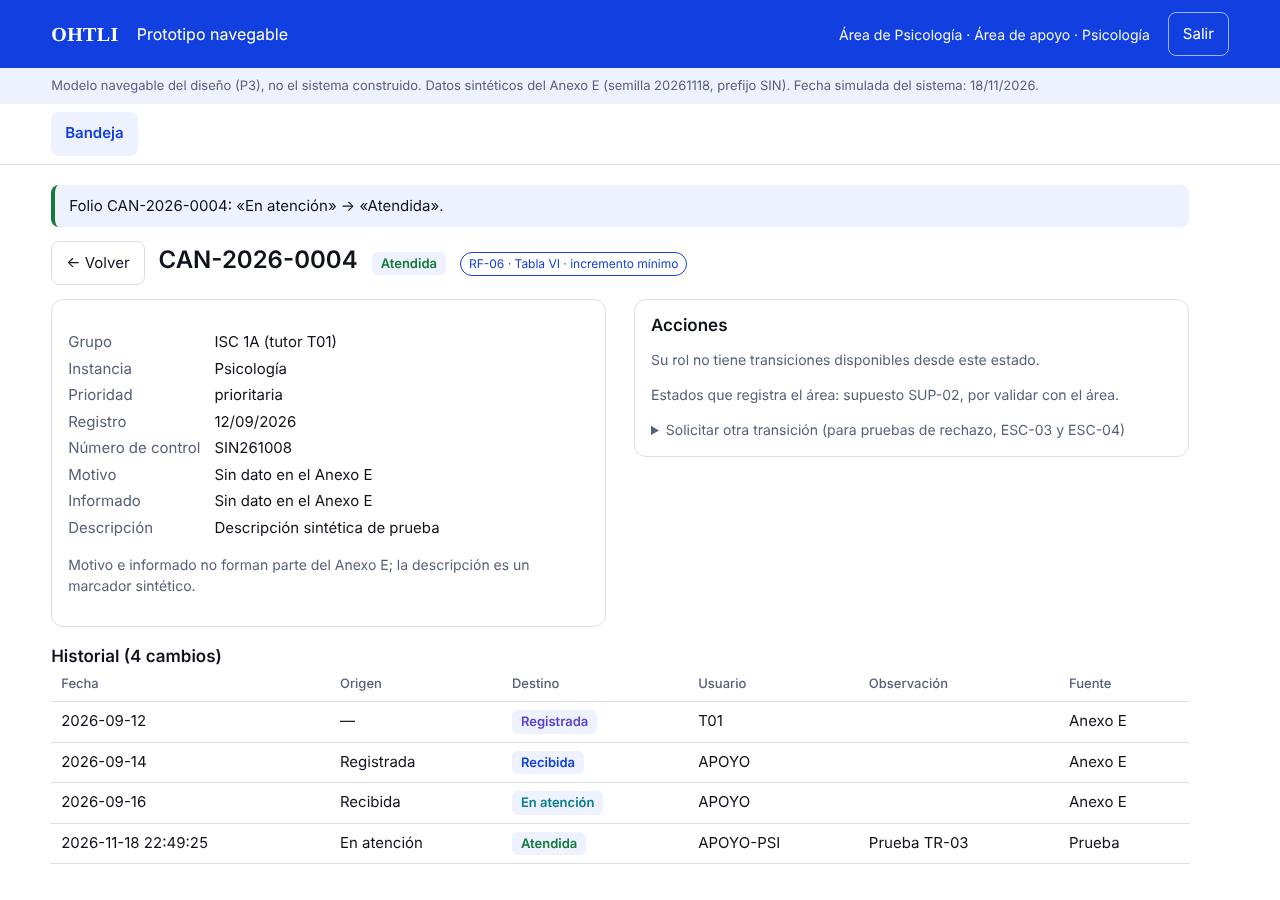 OHTLI Prototipo navegable Área de Psicología · Área de apoyo · Psicología Salir
Modelo navegable del diseño (P3), no el sistema construido. Datos sintéticos del Anexo E (semilla 20261118, prefijo SIN). Fecha simulada del sistema: 18/11/2026.
Bandeja
Folio CAN-2026-0004: «En atención» → «Atendida».
← Volver CAN-2026-0004 Atendida RF-06 · Tabla VI · incremento mínimo
Grupo ISC 1A (tutor T01)
Instancia Psicología
Prioridad prioritaria
Registro 12/09/2026
Número de control SIN261008
Motivo Sin dato en el Anexo E
Informado Sin dato en el Anexo E
Descripción Descripción sintética de prueba
Motivo e informado no forman parte del Anexo E; la descripción es un
marcador sintético.
Acciones
Su rol no tiene transiciones disponibles desde este estado.
Estados que registra el área: supuesto SUP-02, por validar con el área.
▶ Solicitar otra transición (para pruebas de rechazo, ESC-03 y ESC-04)
Historial (4 cambios)
Fecha Origen Destino Usuario Observación Fuente
2026-09-12 — Registrada T01 Anexo E
2026-09-14 Registrada Recibida APOYO Anexo E
2026-09-16 Recibida En atención APOYO Anexo E
2026-11-18 22:49:25 En atención Atendida APOYO-PSI Prueba TR-03 Prueba